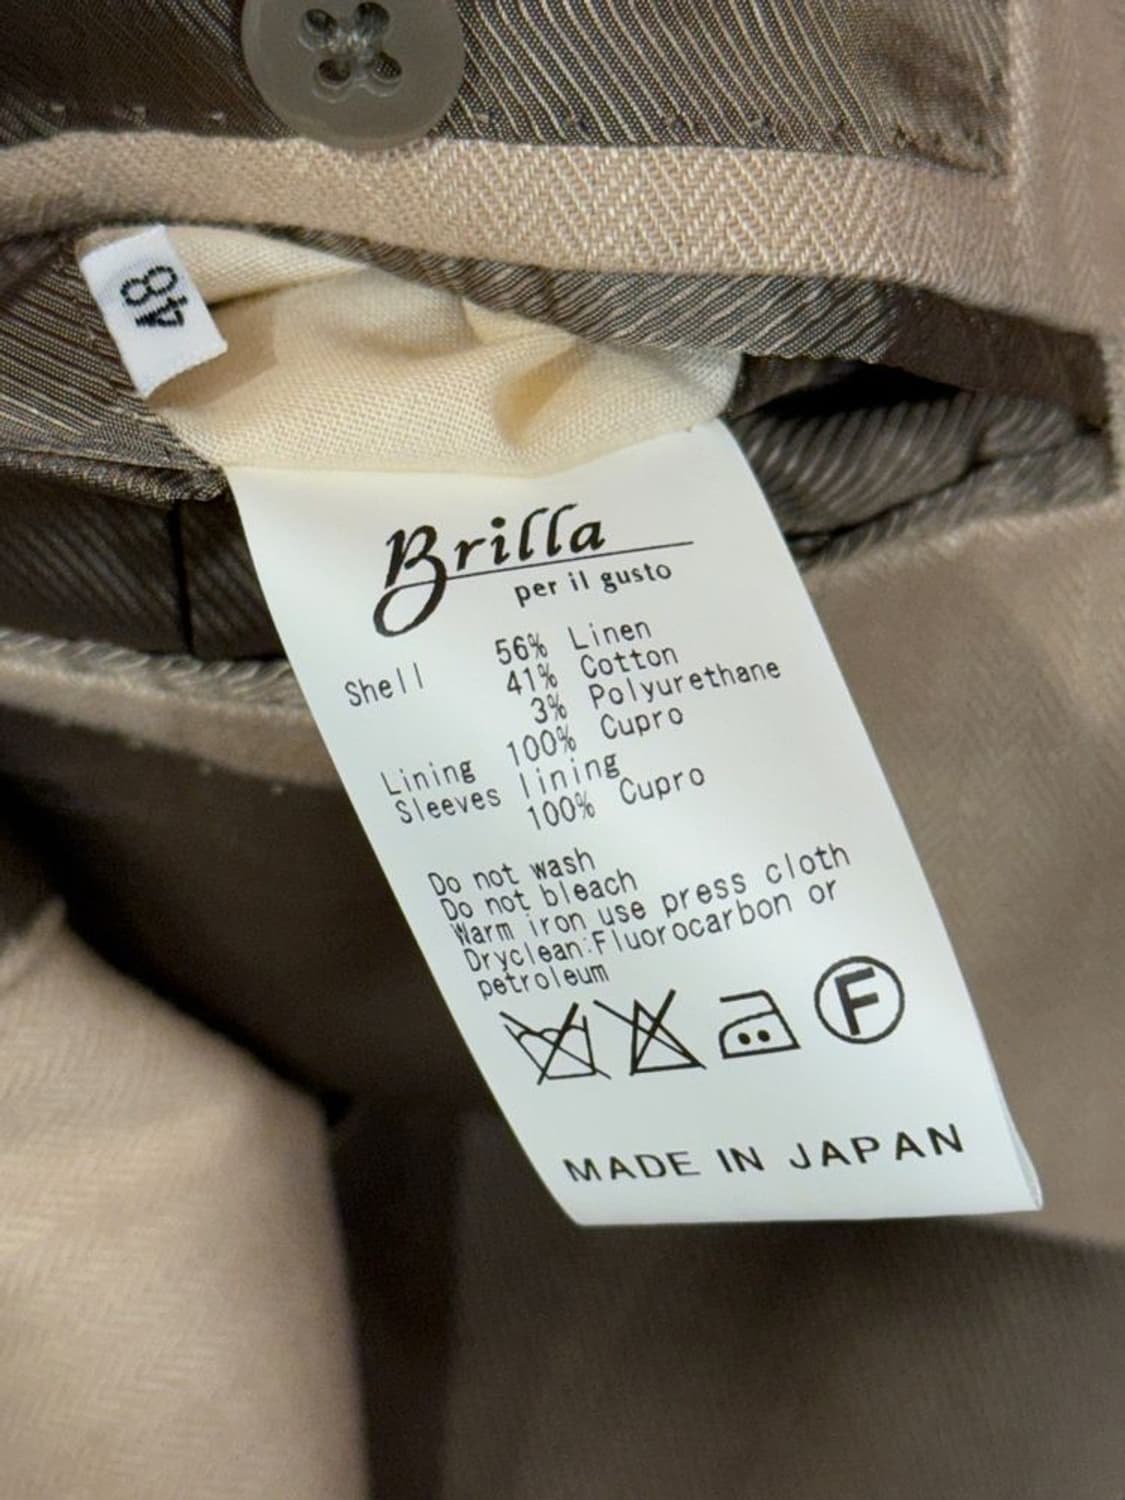 48
Brilla
per il gusto
Shell 56% Linen
41% Cotton
3% Polyurethane
Lining 100% Cupro
Sleeves lining
100% Cupro
Do not wash
Do not bleach
Warm iron use press cloth
Dryclean:Fluorocarbon or
petroleum
F
MADE IN JAPAN